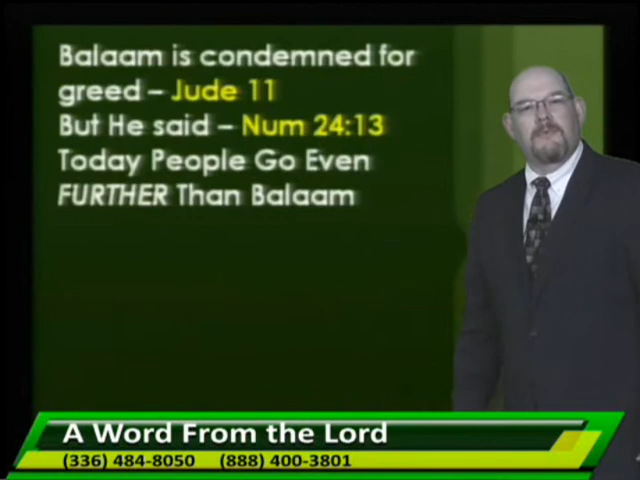 Balaam is condemned for
greed – Jude 11
But He said – Num 24:13
Today People Go Even
FURTHER Than Balaam
A Word From the Lord
(336) 484-8050 (888) 400-3801